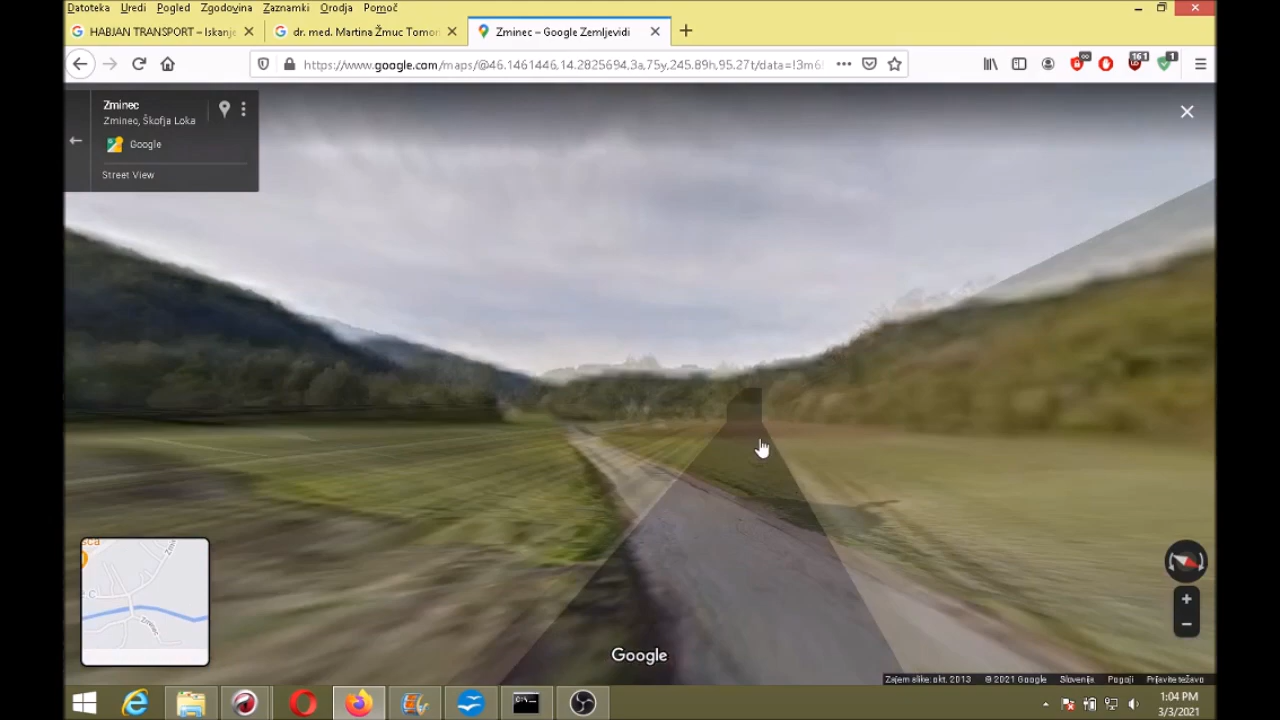 Datoteka Uredi Pogled Zgodovina Zaznamki Orodja Pomoč
HABJAN TRANSPORT – Iskanje
dr. med. Martina Žmuc Tomori
Zminec – Google Zemljevidi
https://www.google.com/maps/@46.1461446,14.2825694,3a,75y,245.89h,95.27t/data=!3m6!
161
1
Zminec
Zminec, Škofja Loka
Google
Street View
Zminec
Google
Zajem slike: okt. 2013 © 2021 Google Slovenija Pogoji Prijavite težavo
1:04 PM
3/3/2021